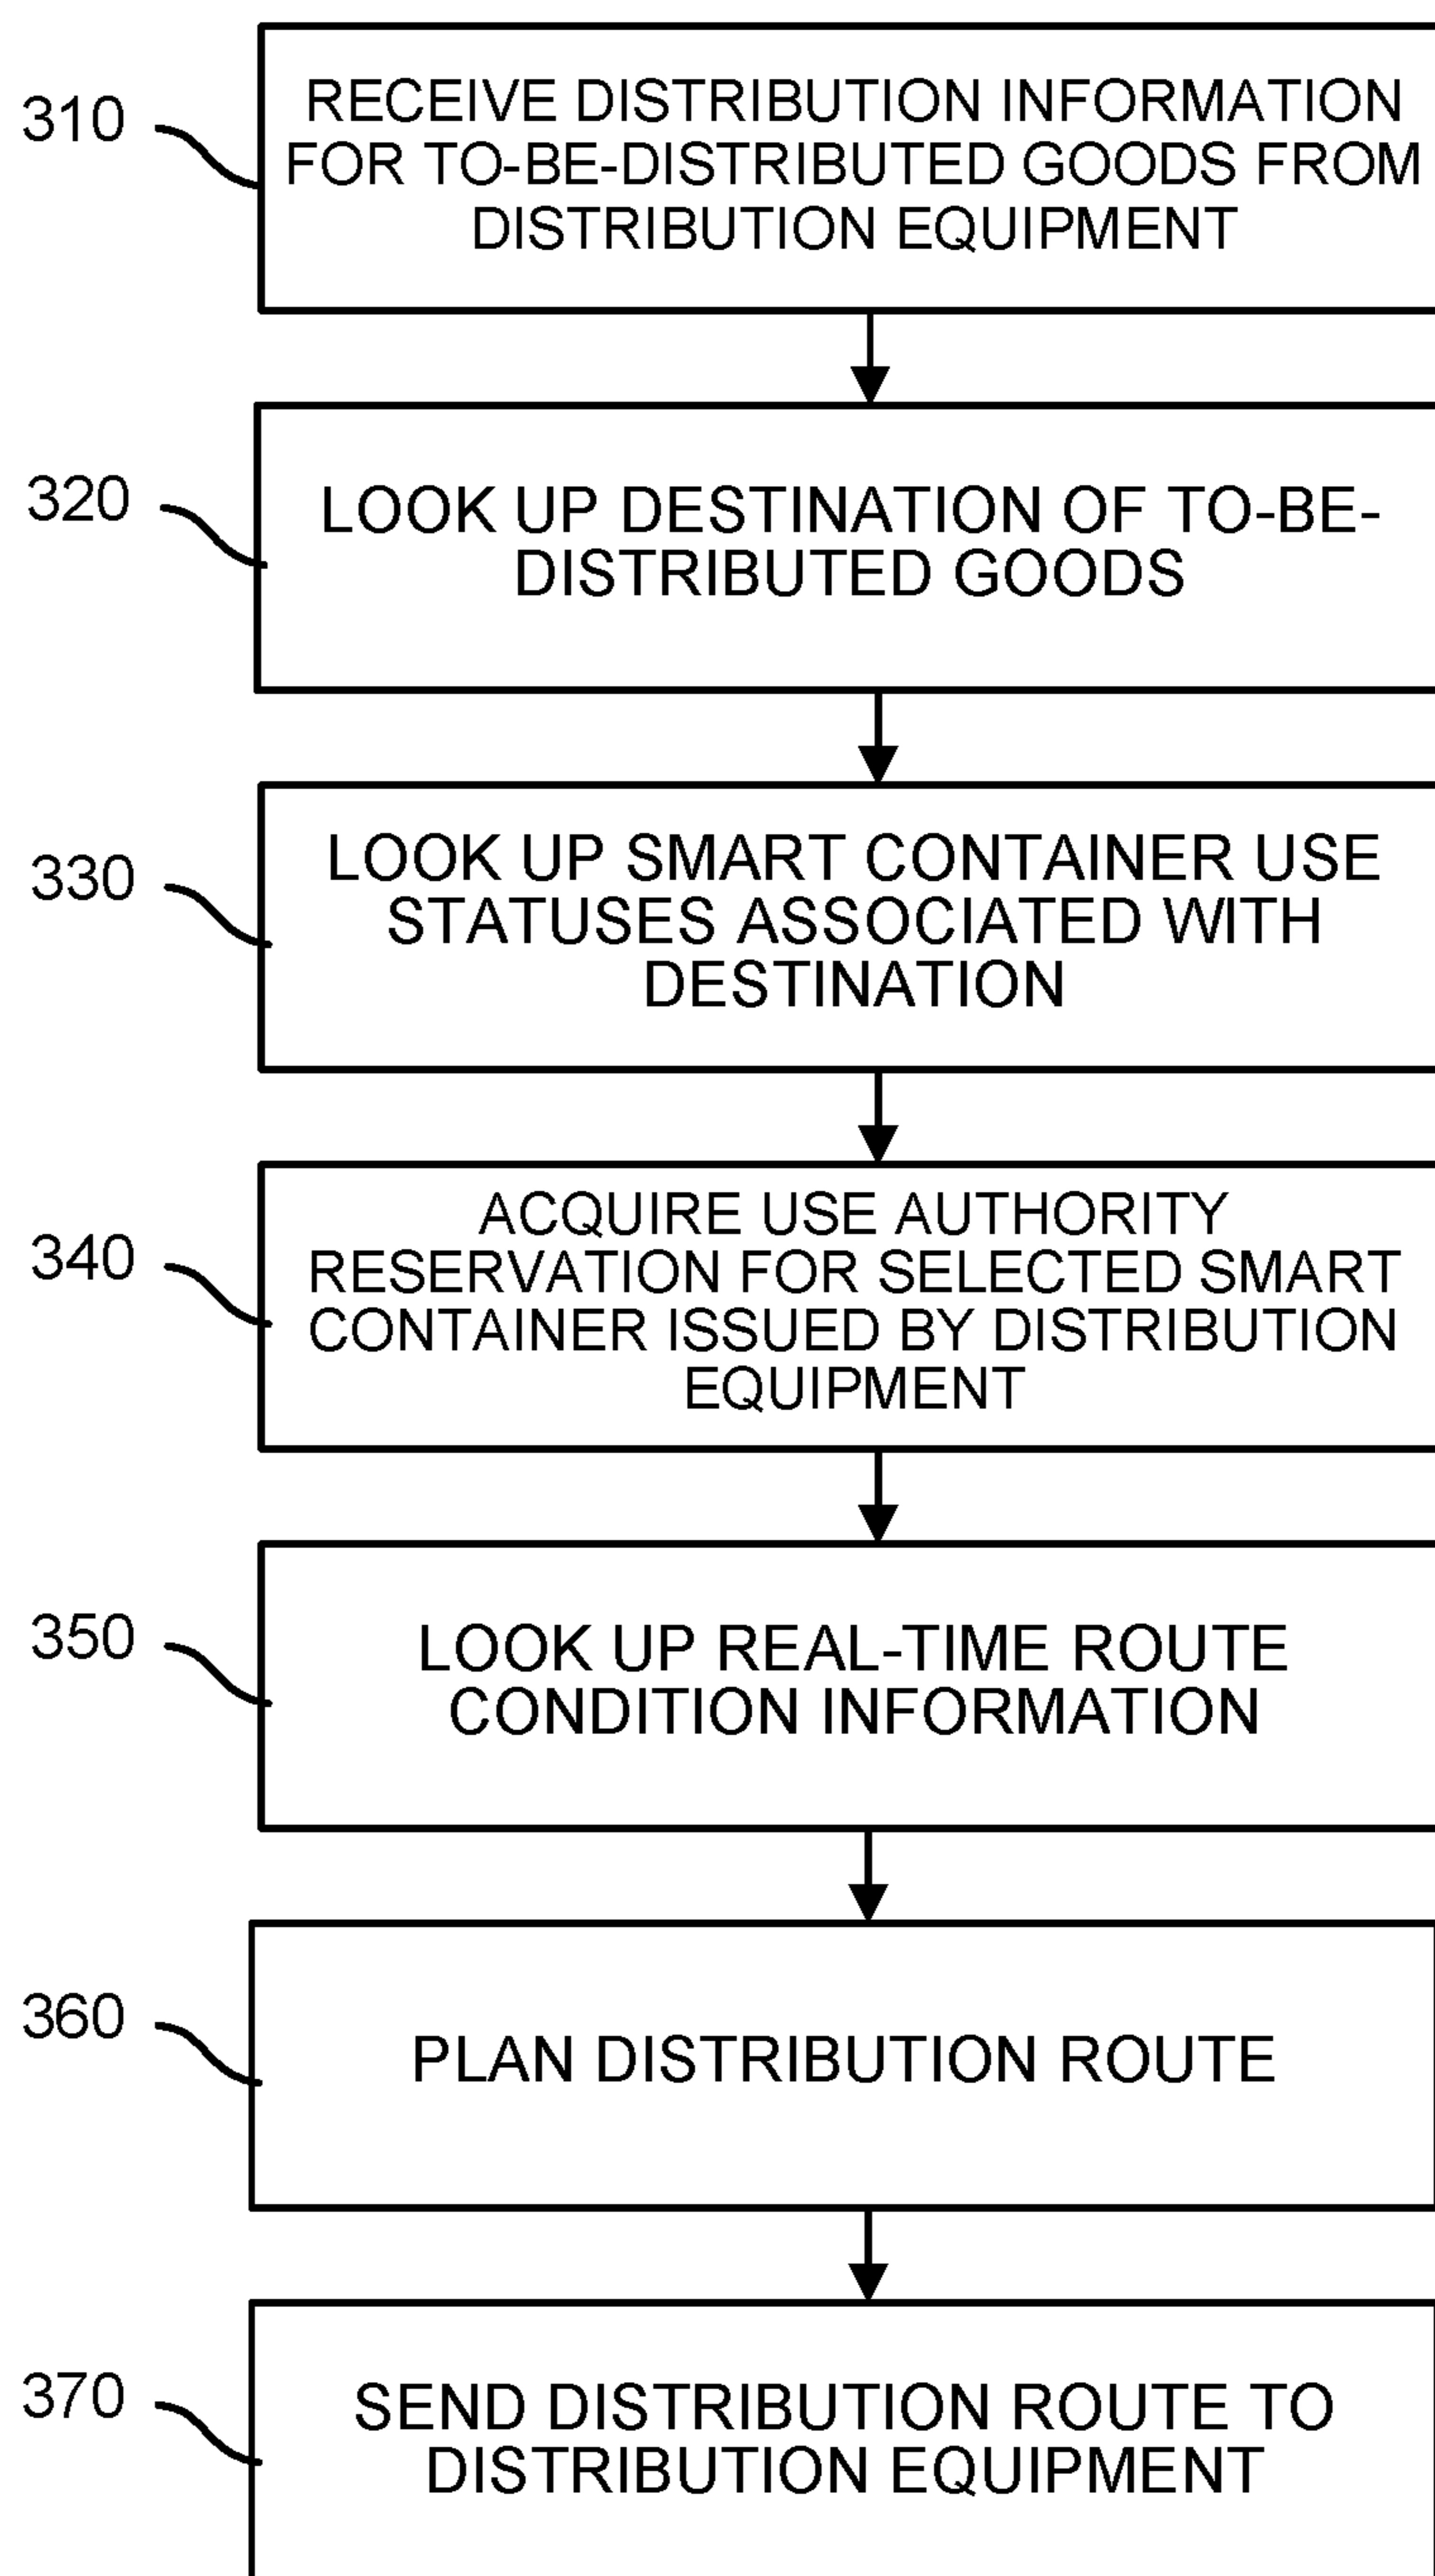 310
RECEIVE DISTRIBUTION INFORMATION
FOR TO-BE-DISTRIBUTED GOODS FROM
DISTRIBUTION EQUIPMENT
320
LOOK UP DESTINATION OF TO-BE-
DISTRIBUTED GOODS
330
LOOK UP SMART CONTAINER USE
STATUSES ASSOCIATED WITH
DESTINATION
340
ACQUIRE USE AUTHORITY
RESERVATION FOR SELECTED SMART
CONTAINER ISSUED BY DISTRIBUTION
EQUIPMENT
350
LOOK UP REAL-TIME ROUTE
CONDITION INFORMATION
360
PLAN DISTRIBUTION ROUTE
370
SEND DISTRIBUTION ROUTE TO
DISTRIBUTION EQUIPMENT